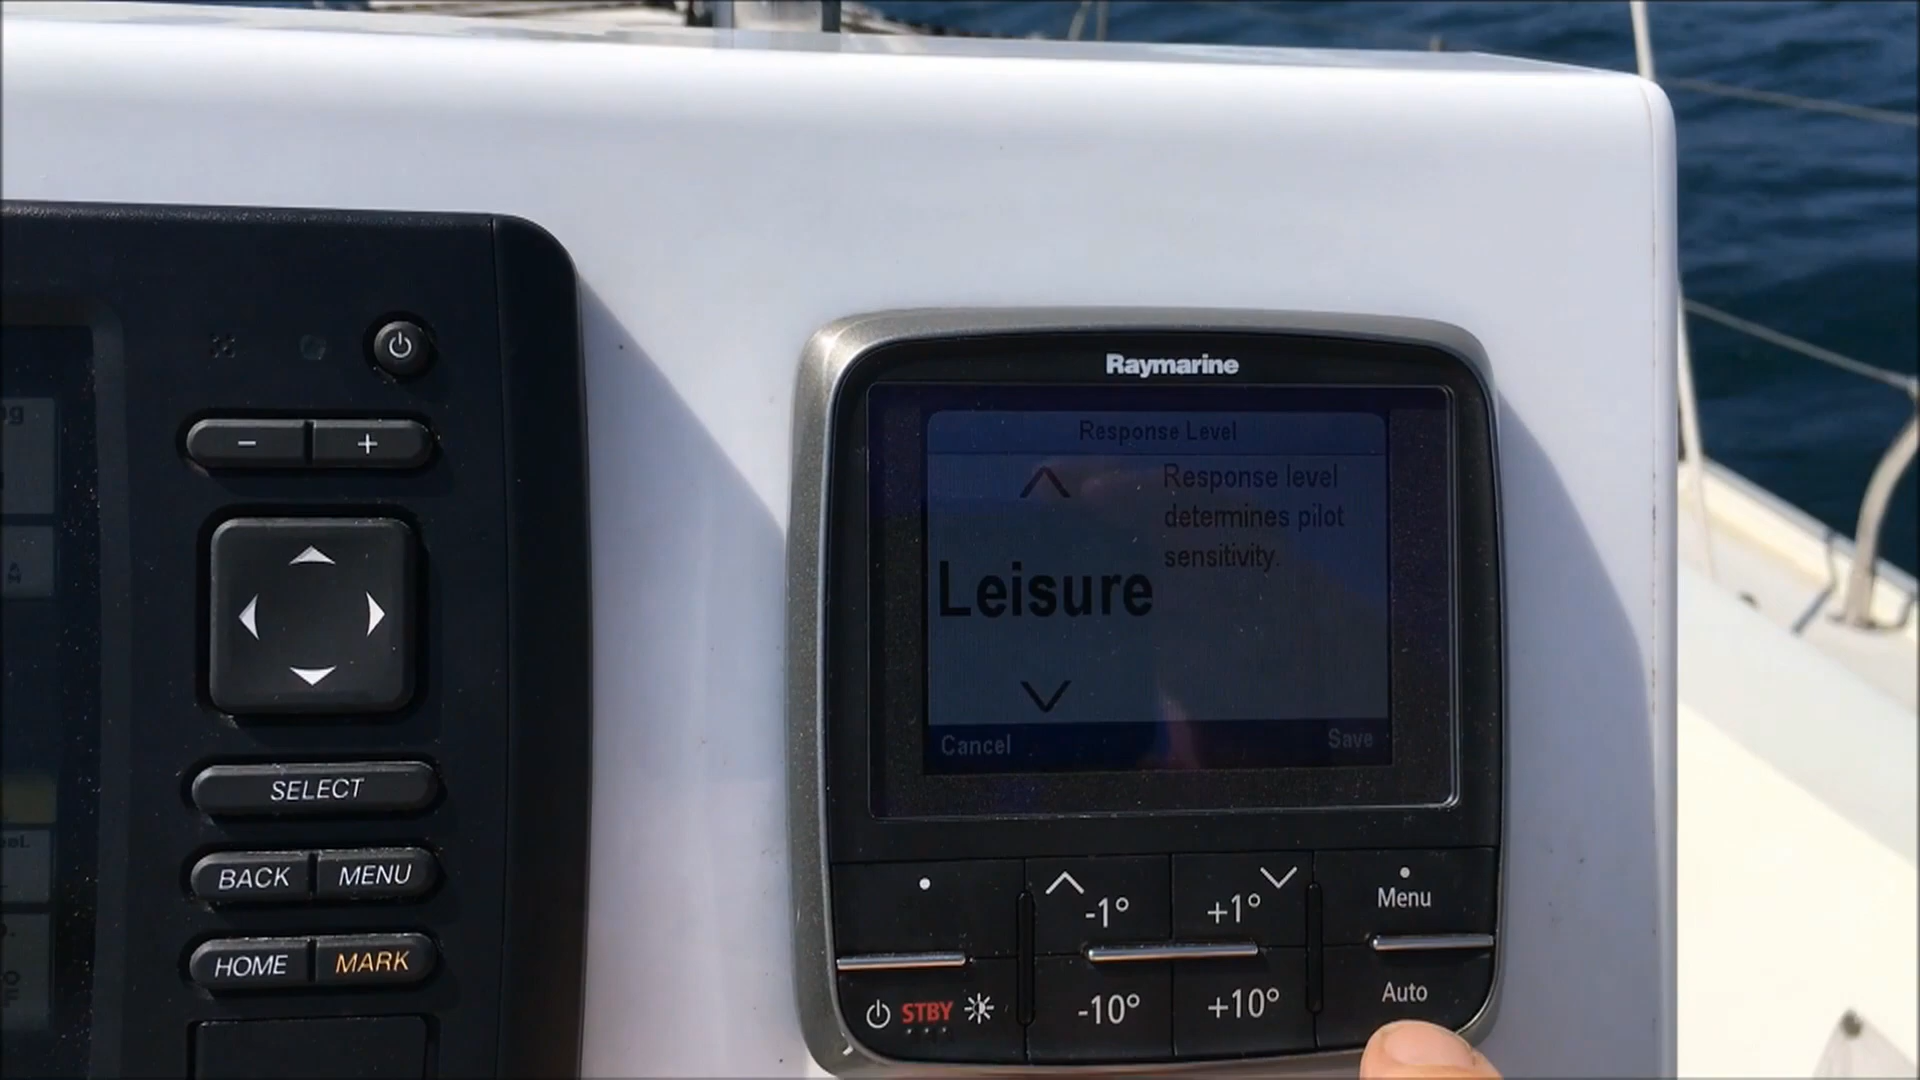 Raymarine
Response Level
Response level
determines pilot
sensitivity.
Leisure
Cancel
Save
-1°
+1°
Menu
STBY
-10°
+10°
Auto
-
+
SELECT
BACK
MENU
HOME
MARK